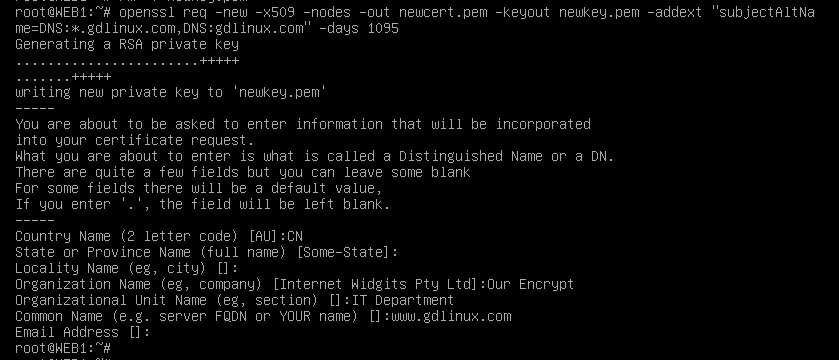 root@WEB1:~# openssl req -new -x509 -nodes -out newcert.pem -keyout newkey.pem -addext "subjectAltNa
me=DNS:*.gdlinux.com,DNS:gdlinux.com" -days 1095
Generating a RSA private key
.......................+++++
.......+++++
writing new private key to 'newkey.pem'
-----
You are about to be asked to enter information that will be incorporated
into your certificate request.
What you are about to enter is what is called a Distinguished Name or a DN.
There are quite a few fields but you can leave some blank
For some fields there will be a default value,
If you enter '.', the field will be left blank.
-----
Country Name (2 letter code) [AU]:CN
State or Province Name (full name) [Some-State]:
Locality Name (eg, city) []:
Organization Name (eg, company) [Internet Widgits Pty Ltd]:Our Encrypt
Organizational Unit Name (eg, section) []:IT Department
Common Name (e.g. server FQDN or YOUR name) []:www.gdlinux.com
Email Address []:
root@WEB1:~#